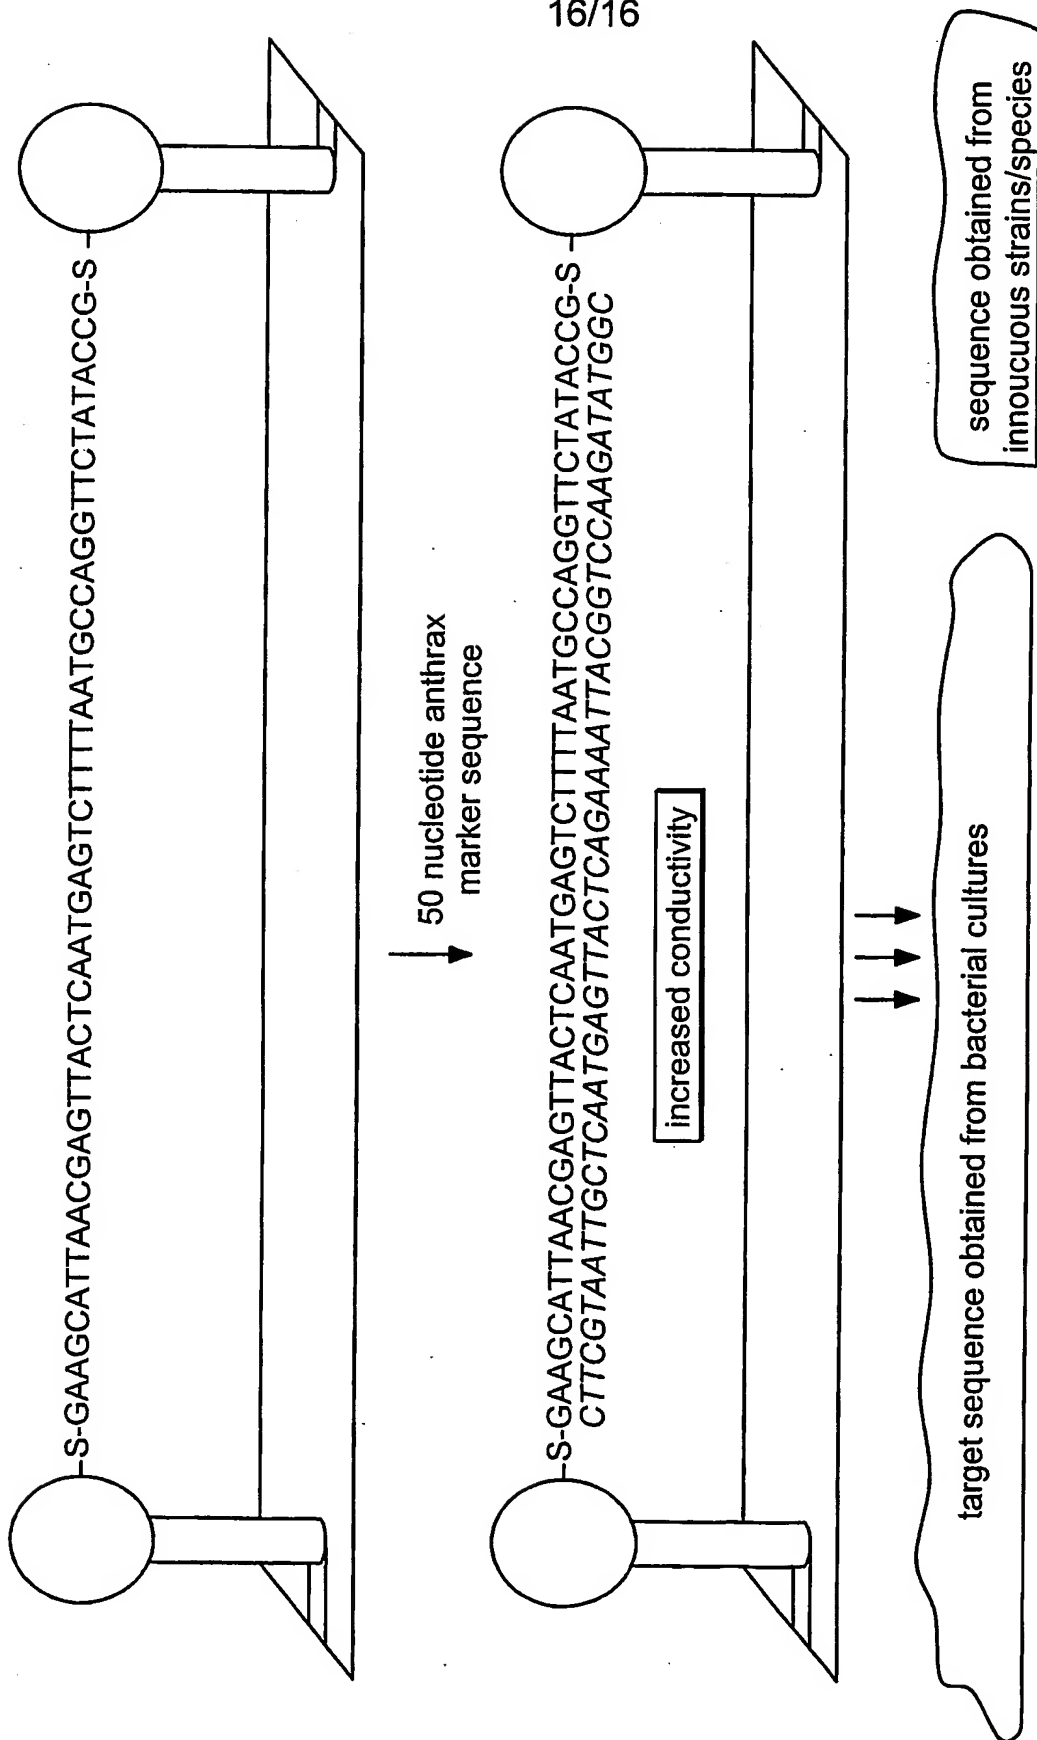 16/16
-S-GAAGCATTAACGAGTTACTCAATGAGTCTTTTAATGCCAGGTTCTATACCG-S-
50 nucleotide anthrax
marker sequence
-S-GAAGCATTAACGAGTTACTCAATGAGTCTTTTAATGCCAGGTTCTATACCG-S-
CTTCGTAATTGCTCAATGAGTTACTCAGAAAATTACGGTCCAAGATATGGC
increased conductivity
target sequence obtained from bacterial cultures
sequence obtained from
innoucuous strains/species